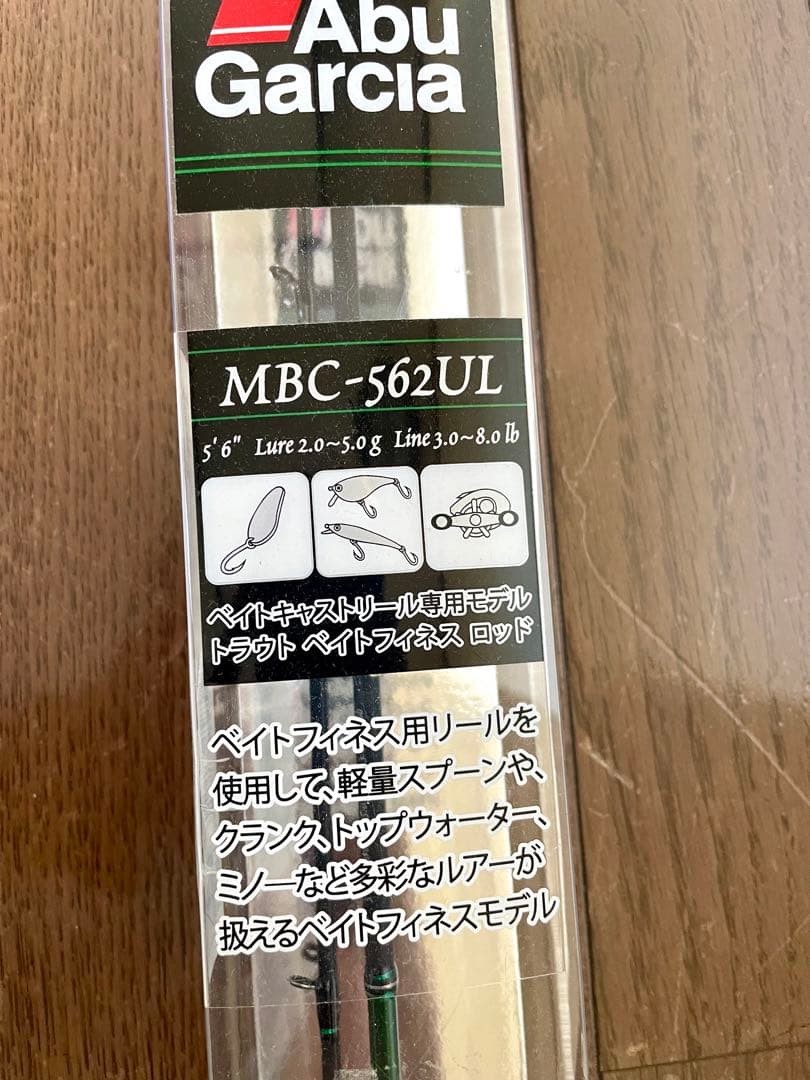 Abu
Garcia
MBC-562UL
5'6" Lure 2.0~5.0g Line 3.0~8.0 lb
ベイトキャストリール専用モデル
トラウト ベイトフィネス ロッド
ベイトフィネス用リールを
使用して、軽量スプーンや、
クランク、トップウォーター、
ミノーなど多彩なルアーが
扱えるベイトフィネスモデル